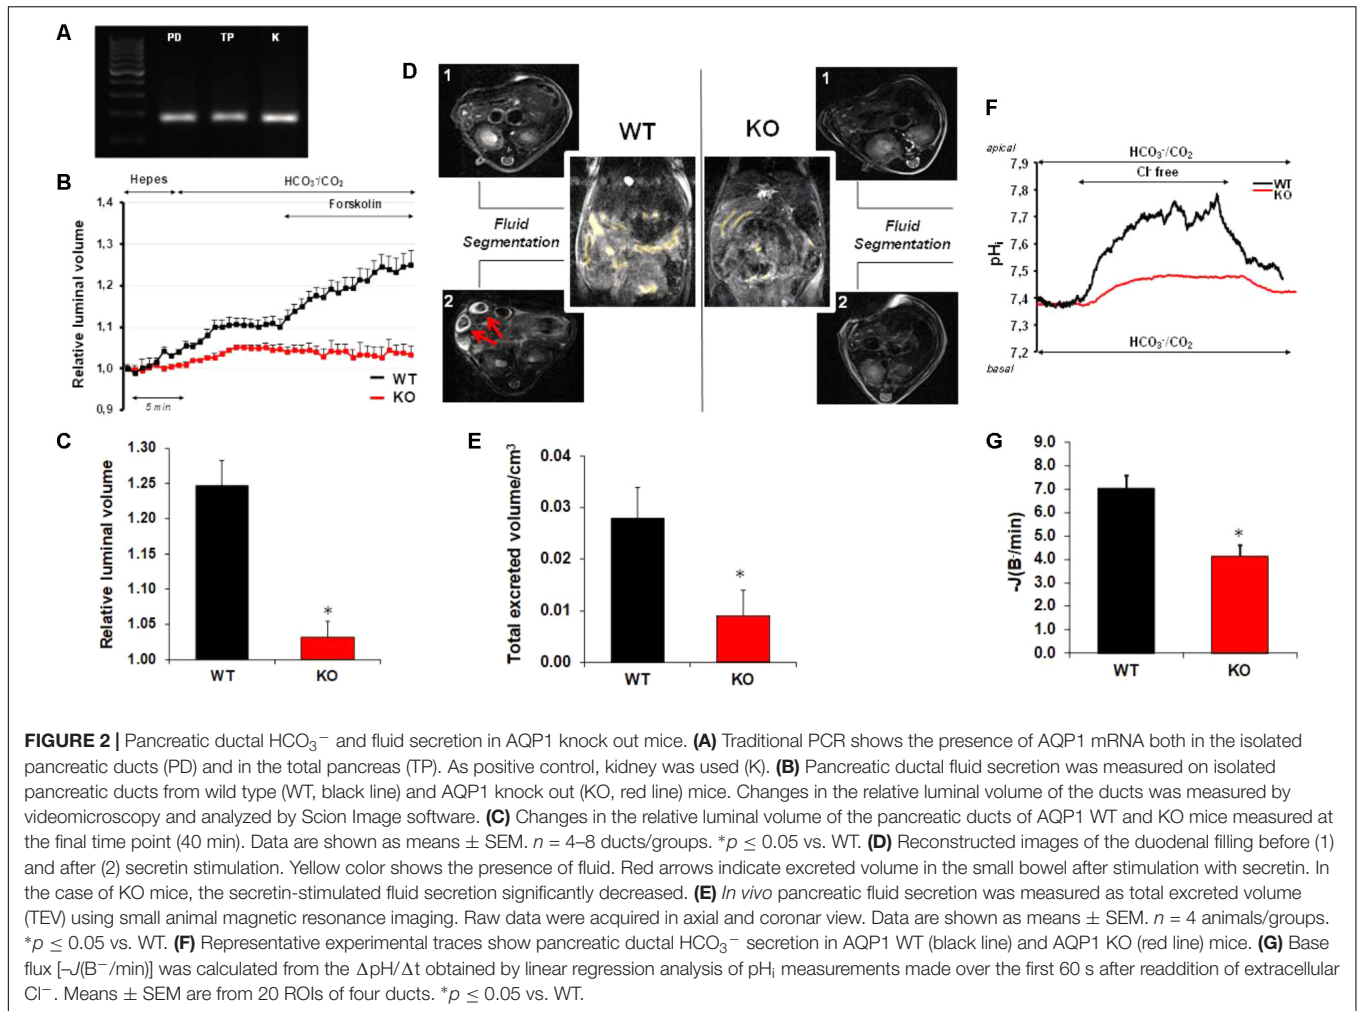 A
PD TP K
B
Hepes HCO₃⁻/CO₂
Forskolin
Relative luminal volume
1,4
1,3
1,2
1,1
1,0
0,9
5 min
WT
KO
C
Relative luminal volume
1.30
1.25
1.20
1.15
1.10
1.05
1.00
*
WT KO
D
1
WT KO
1
Fluid
Segmentation
Fluid
Segmentation
2
2
E
Total excreted volume/cm³
0.04
0.03
0.02
0.01
0.00
*
WT KO
F
apical
HCO₃⁻/CO₂
Cl⁻ free
WT
KO
pHᵢ
7,9
7,8
7,7
7,5
7,4
7,3
7,2
basal
HCO₃⁻/CO₂
G
-J(B⁻/min)
9.0
8.0
7.0
6.0
5.0
4.0
3.0
2.0
1.0
0.0
*
WT KO
FIGURE 2 | Pancreatic ductal HCO₃⁻ and fluid secretion in AQP1 knock out mice. (A) Traditional PCR shows the presence of AQP1 mRNA both in the isolated
pancreatic ducts (PD) and in the total pancreas (TP). As positive control, kidney was used (K). (B) Pancreatic ductal fluid secretion was measured on isolated
pancreatic ducts from wild type (WT, black line) and AQP1 knock out (KO, red line) mice. Changes in the relative luminal volume of the ducts was measured by
videomicroscopy and analyzed by Scion Image software. (C) Changes in the relative luminal volume of the pancreatic ducts of AQP1 WT and KO mice measured at
the final time point (40 min). Data are shown as means ± SEM. n = 4–8 ducts/groups. *p ≤ 0.05 vs. WT. (D) Reconstructed images of the duodenal filling before (1)
and after (2) secretin stimulation. Yellow color shows the presence of fluid. Red arrows indicate excreted volume in the small bowel after stimulation with secretin. In
the case of KO mice, the secretin-stimulated fluid secretion significantly decreased. (E) In vivo pancreatic fluid secretion was measured as total excreted volume
(TEV) using small animal magnetic resonance imaging. Raw data were acquired in axial and coronar view. Data are shown as means ± SEM. n = 4 animals/groups.
*p ≤ 0.05 vs. WT. (F) Representative experimental traces show pancreatic ductal HCO₃⁻ secretion in AQP1 WT (black line) and AQP1 KO (red line) mice. (G) Base
flux [–J(B⁻/min)] was calculated from the ΔpH/Δt obtained by linear regression analysis of pHᵢ measurements made over the first 60 s after readdition of extracellular
Cl⁻. Means ± SEM are from 20 ROIs of four ducts. *p ≤ 0.05 vs. WT.